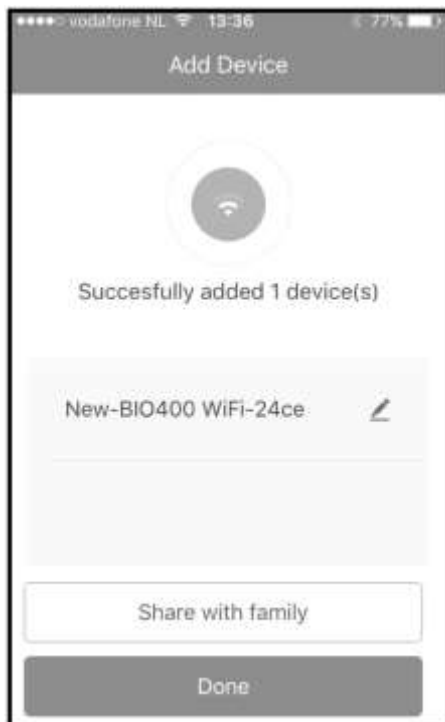 vodafone NL 13:36 77%
Add Device
Succesfully added 1 device(s)
New-BIO400 WiFi-24ce
Share with family
Done